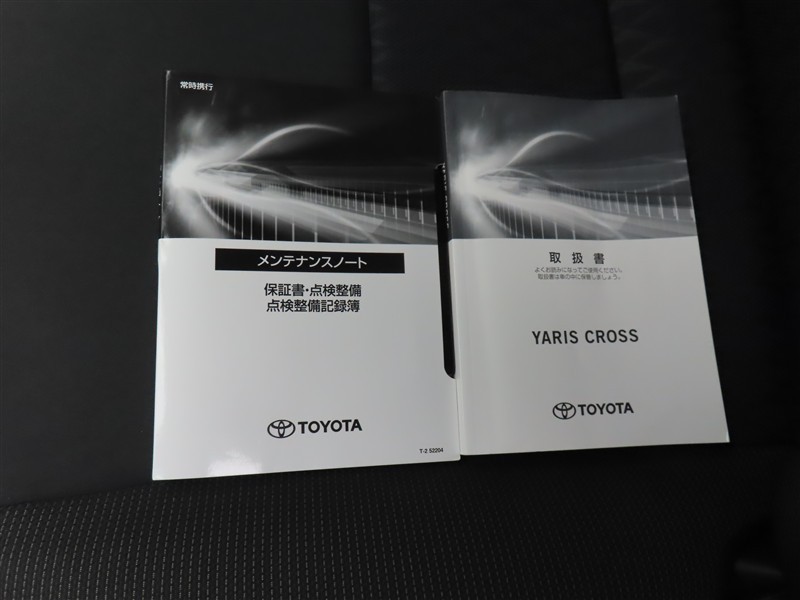 常時携行
メンテナンスノート
保証書・点検整備
点検整備記録簿
TOYOTA
T-2 52204
取扱書
よくお読みになってご使用ください。
取扱書は車の中に保管しましょう。
YARIS CROSS
TOYOTA